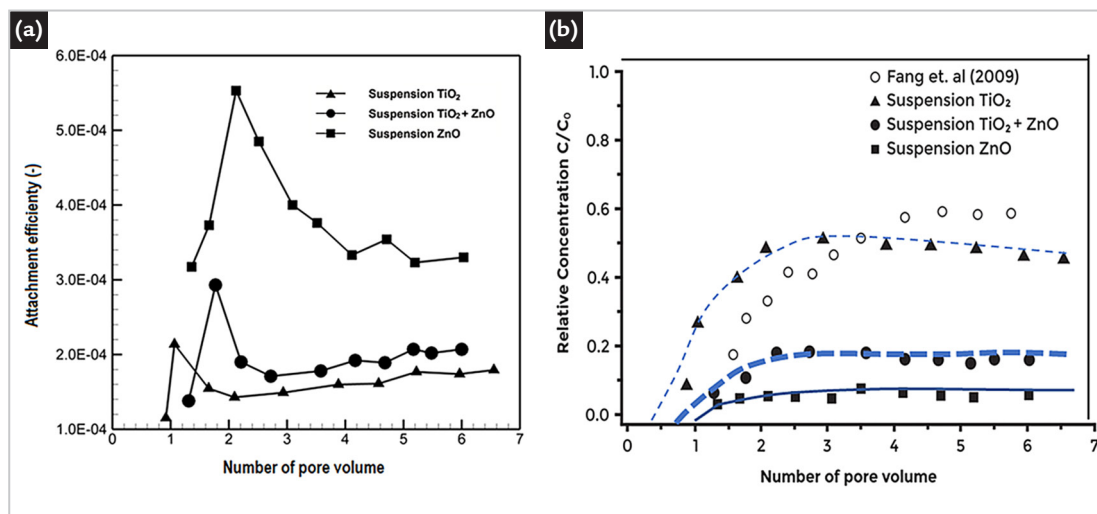 (a)
6.0E-04
5.0E-04
4.0E-04
3.0E-04
2.0E-04
1.0E-04
Attachment efficienty (-)
Suspension TiO₂
Suspension TiO₂ + ZnO
Suspension ZnO
0 1 2 3 4 5 6 7
Number of pore volume
(b)
1.0
0.8
0.6
0.4
0.2
0.0
Relative Concentration C/C₀
Fang et. al (2009)
Suspension TiO₂
Suspension TiO₂ + ZnO
Suspension ZnO
0 1 2 3 4 5 6 7
Number of pore volume